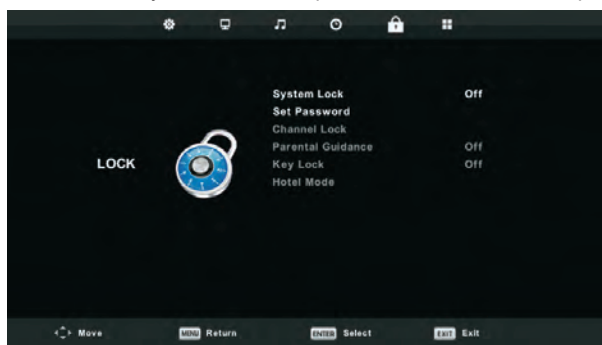 System Lock Off
Set Password
Channel Lock
Parental Guidance Off
Key Lock Off
Hotel Mode
LOCK
Move MENU Return ENTER Select EXIT Exit